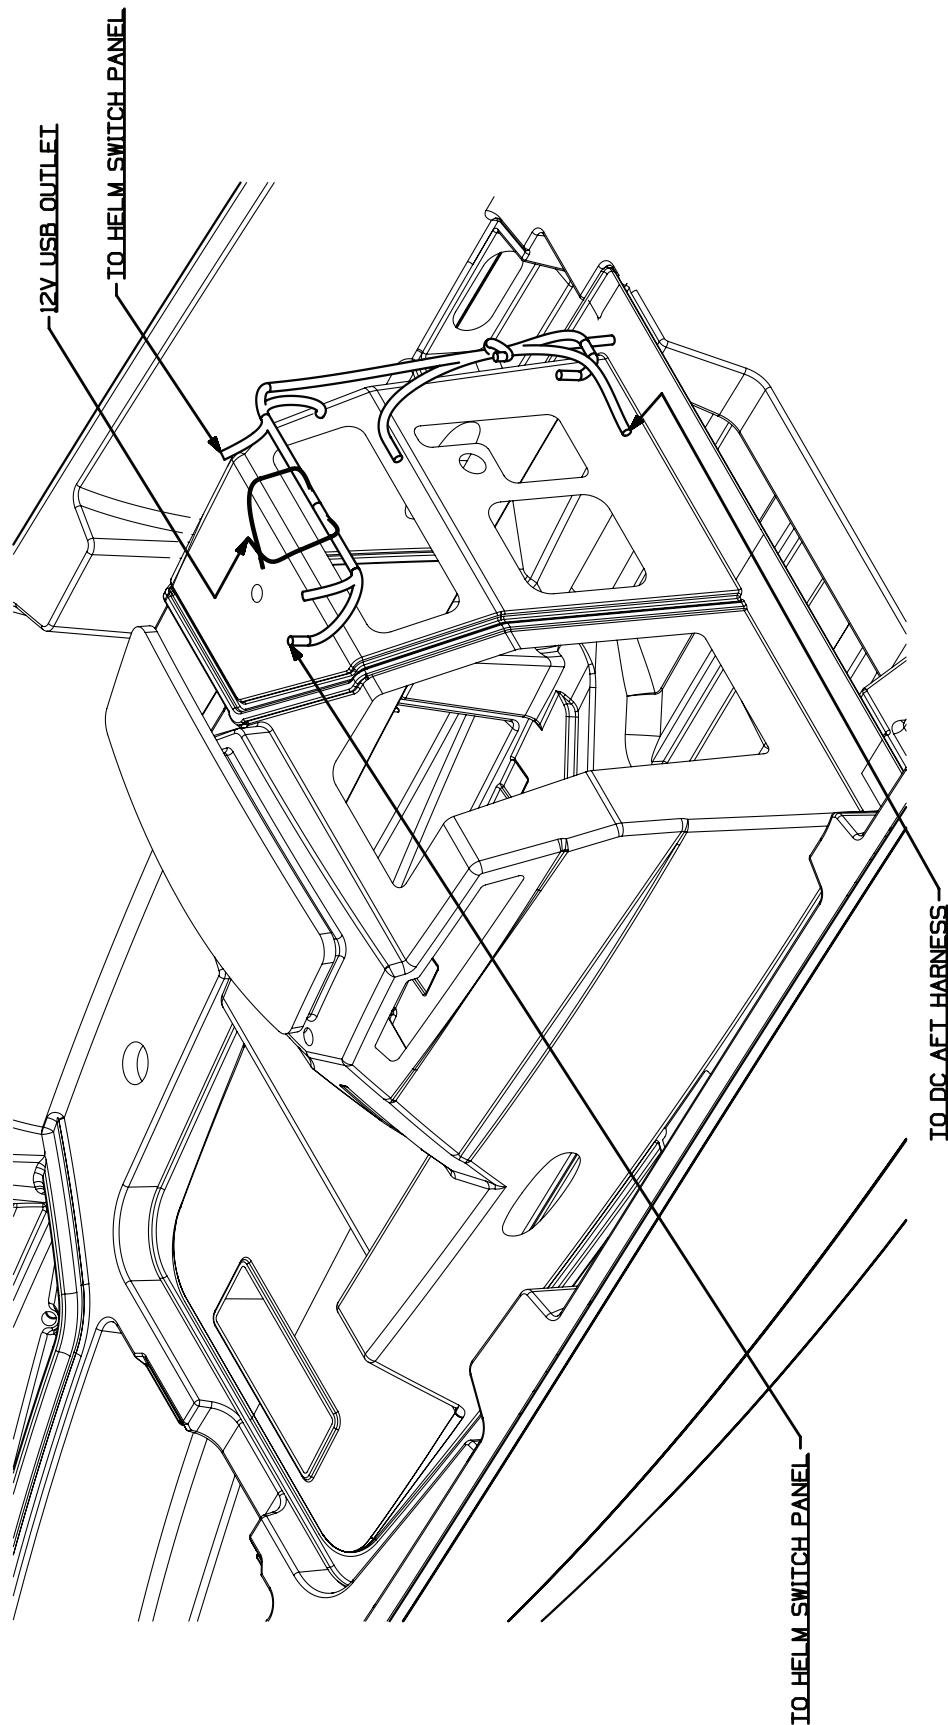 12V USB OUTLET
TO HELM SWITCH PANEL
TO DC AFT HARNESS
TO HELM SWITCH PANEL